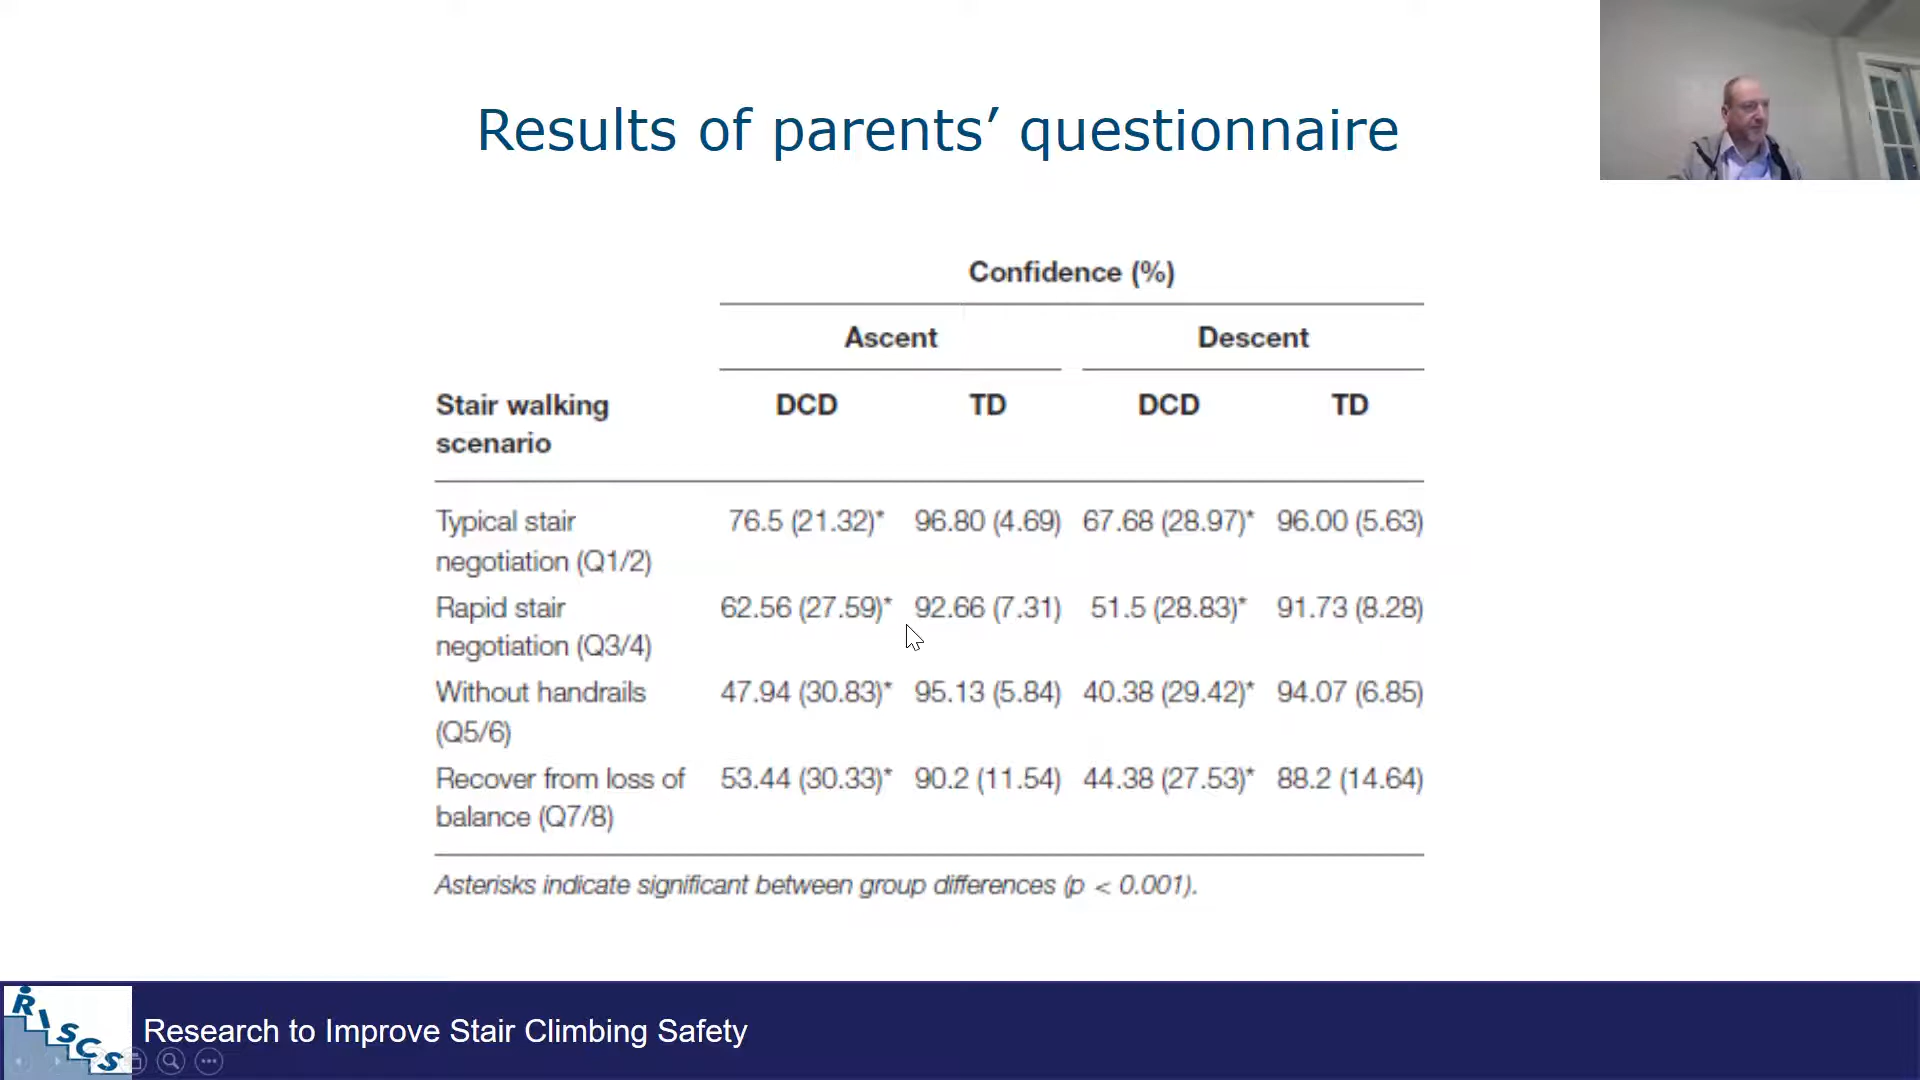 Results of parents’ questionnaire
Confidence (%)
Ascent Descent
Stair walking scenario DCD TD DCD TD
Typical stair negotiation (Q1/2) 76.5 (21.32)* 96.80 (4.69) 67.68 (28.97)* 96.00 (5.63)
Rapid stair negotiation (Q3/4) 62.56 (27.59)* 92.66 (7.31) 51.5 (28.83)* 91.73 (8.28)
Without handrails (Q5/6) 47.94 (30.83)* 95.13 (5.84) 40.38 (29.42)* 94.07 (6.85)
Recover from loss of balance (Q7/8) 53.44 (30.33)* 90.2 (11.54) 44.38 (27.53)* 88.2 (14.64)
Asterisks indicate significant between group differences (p < 0.001).
RISCS
Research to Improve Stair Climbing Safety